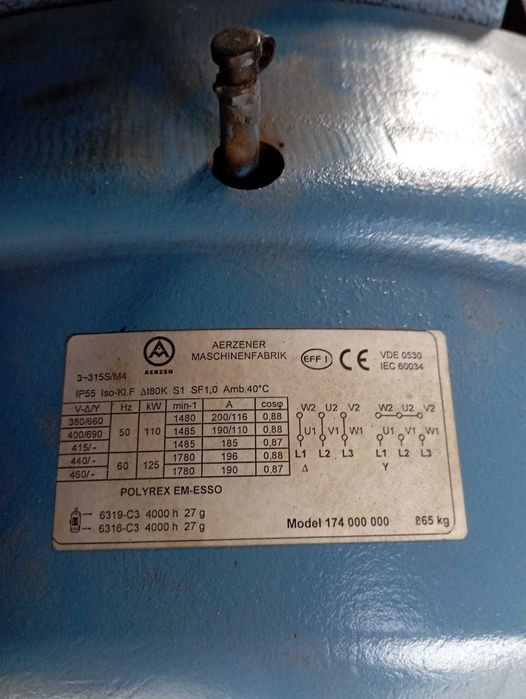 AERZEN
AERZENER
MASCHINENFABRIK
EFF 1
CE
VDE 0530
IEC 60034
3~315S/M4
IP55 Iso-Kl.F Δt80K S1 SF1,0 Amb.40°C
V-Δ/Y Hz kW min-1 A cosφ
380/660 50 110 1480 200/116 0,88
400/690 1485 190/110 0,88
415/- 1485 185 0,87
440/- 60 125 1780 196 0,88
460/- 1780 190 0,87
W2 U2 V2 W2 U2 V2
U1 V1 W1 U1 V1 W1
L1 L2 L3 L1 L2 L3
Δ Y
POLYREX EM-ESSO
6319-C3 4000 h 27 g
6316-C3 4000 h 27 g
Model 174 000 000 865 kg